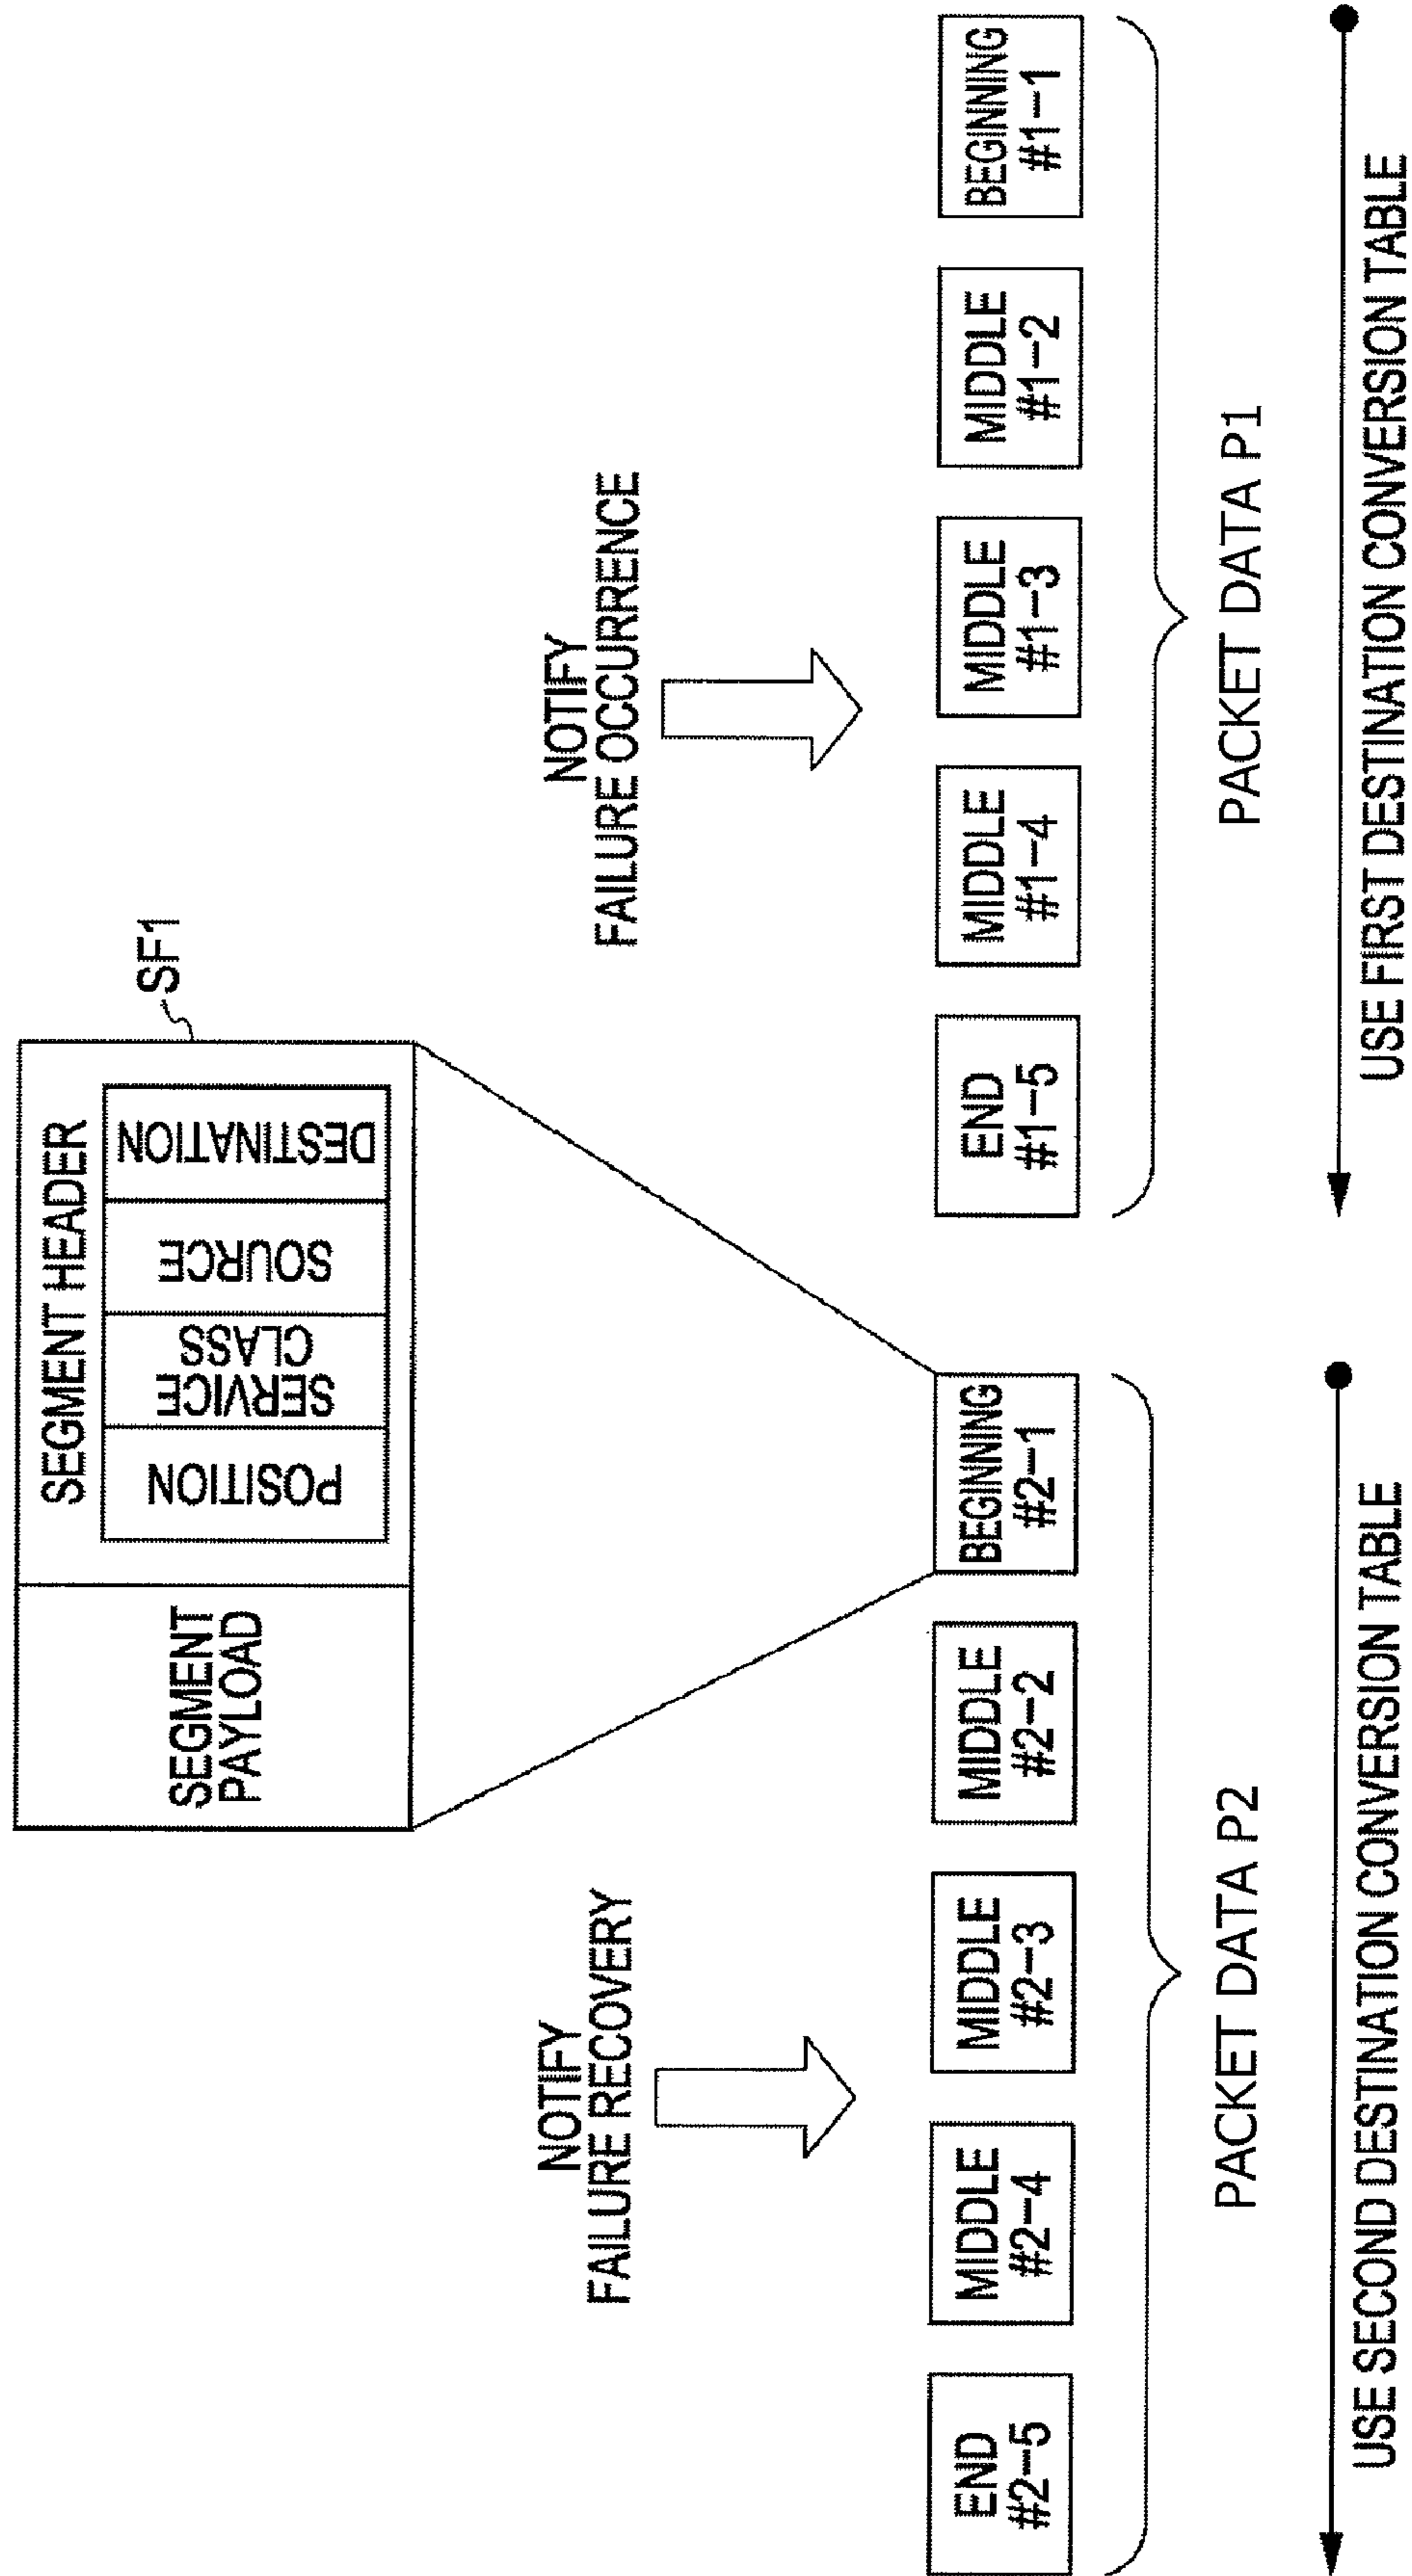 SF1
SEGMENT
PAYLOAD
SEGMENT HEADER
POSITION
SERVICE
CLASS
SOURCE
DESTINATION
NOTIFY
FAILURE RECOVERY
NOTIFY
FAILURE OCCURRENCE
END
#2-5
MIDDLE
#2-4
MIDDLE
#2-3
MIDDLE
#2-2
BEGINNING
#2-1
END
#1-5
MIDDLE
#1-4
MIDDLE
#1-3
MIDDLE
#1-2
BEGINNING
#1-1
PACKET DATA P2
PACKET DATA P1
USE SECOND DESTINATION CONVERSION TABLE
USE FIRST DESTINATION CONVERSION TABLE